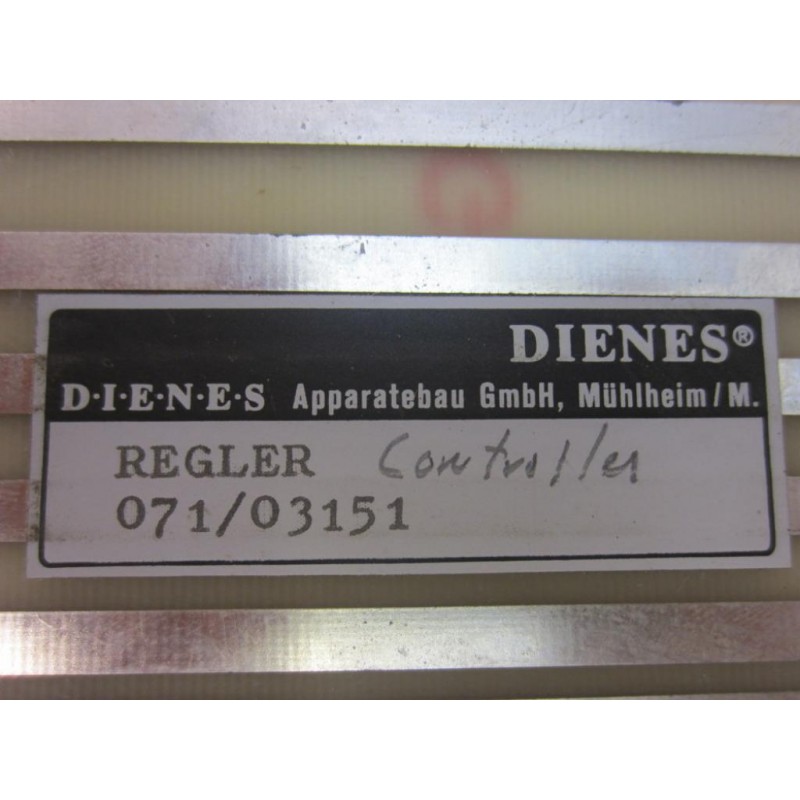 DIENES®
D·I·E·N·E·S Apparatebau GmbH, Mühlheim/M.
REGLER Controller
071/03151